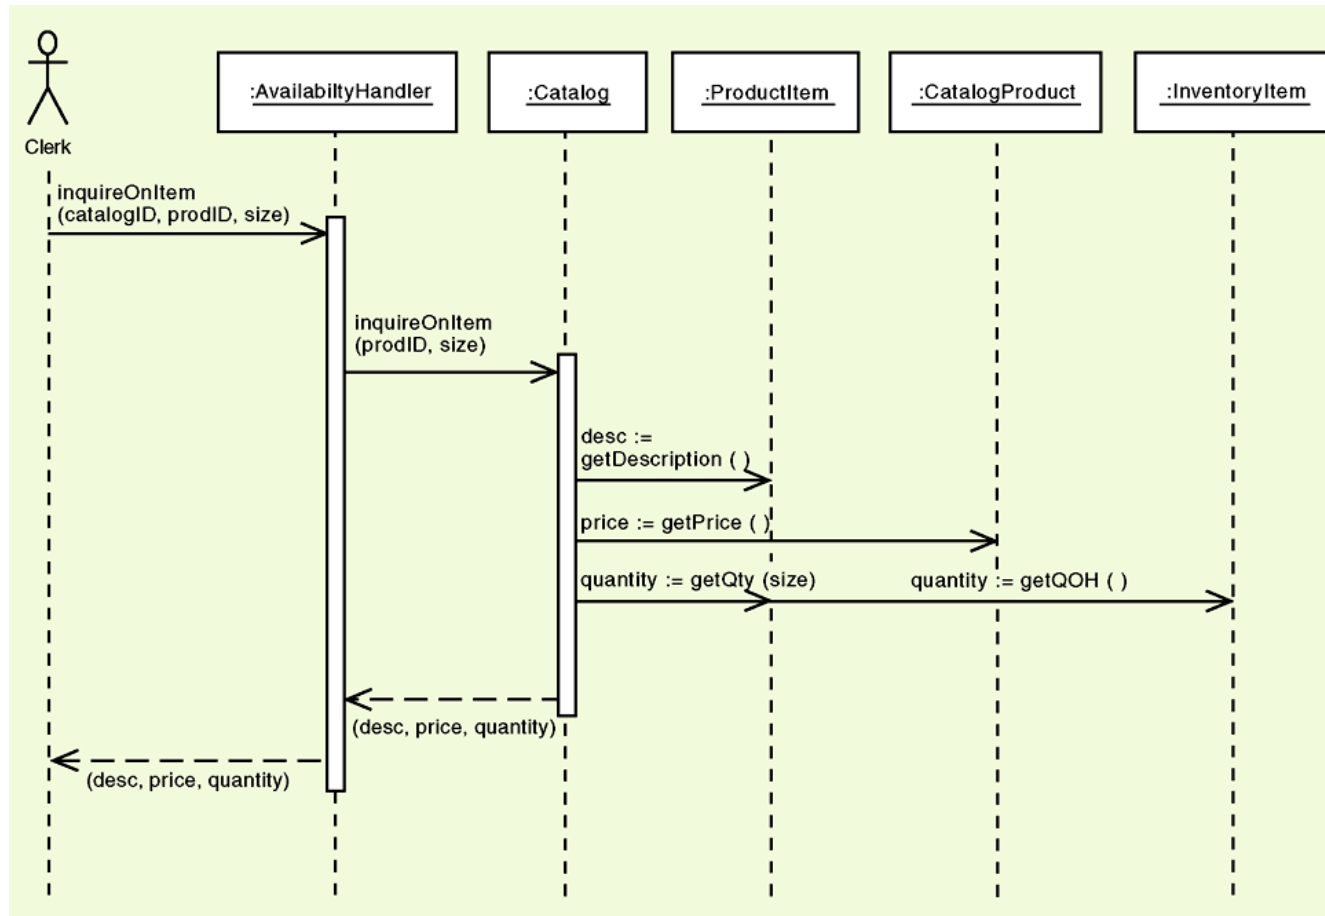 :AvailabiltyHandler
:Catalog
:ProductItem
:CatalogProduct
:InventoryItem
Clerk
inquireOnItem
(catalogID, prodID, size)
inquireOnItem
(prodID, size)
desc :=
getDescription ( )
price := getPrice ( )
quantity := getQty (size)
quantity := getQOH ( )
(desc, price, quantity)
(desc, price, quantity)